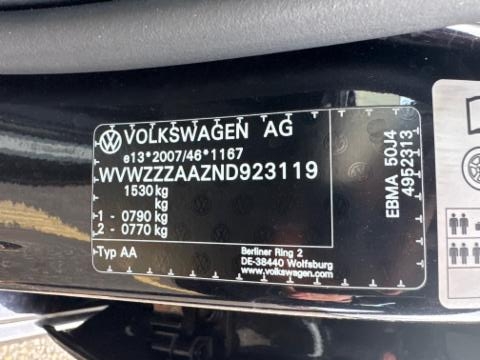 VOLKSWAGEN AG
e13*2007/46*1167
WVWZZZAAZND923119
1530 kg
kg
1 - 0790 kg
2 - 0770 kg
Typ AA
Berliner Ring 2
DE-38440 Wolfsburg
www.volkswagen.com
EBMA 50J4
4952313